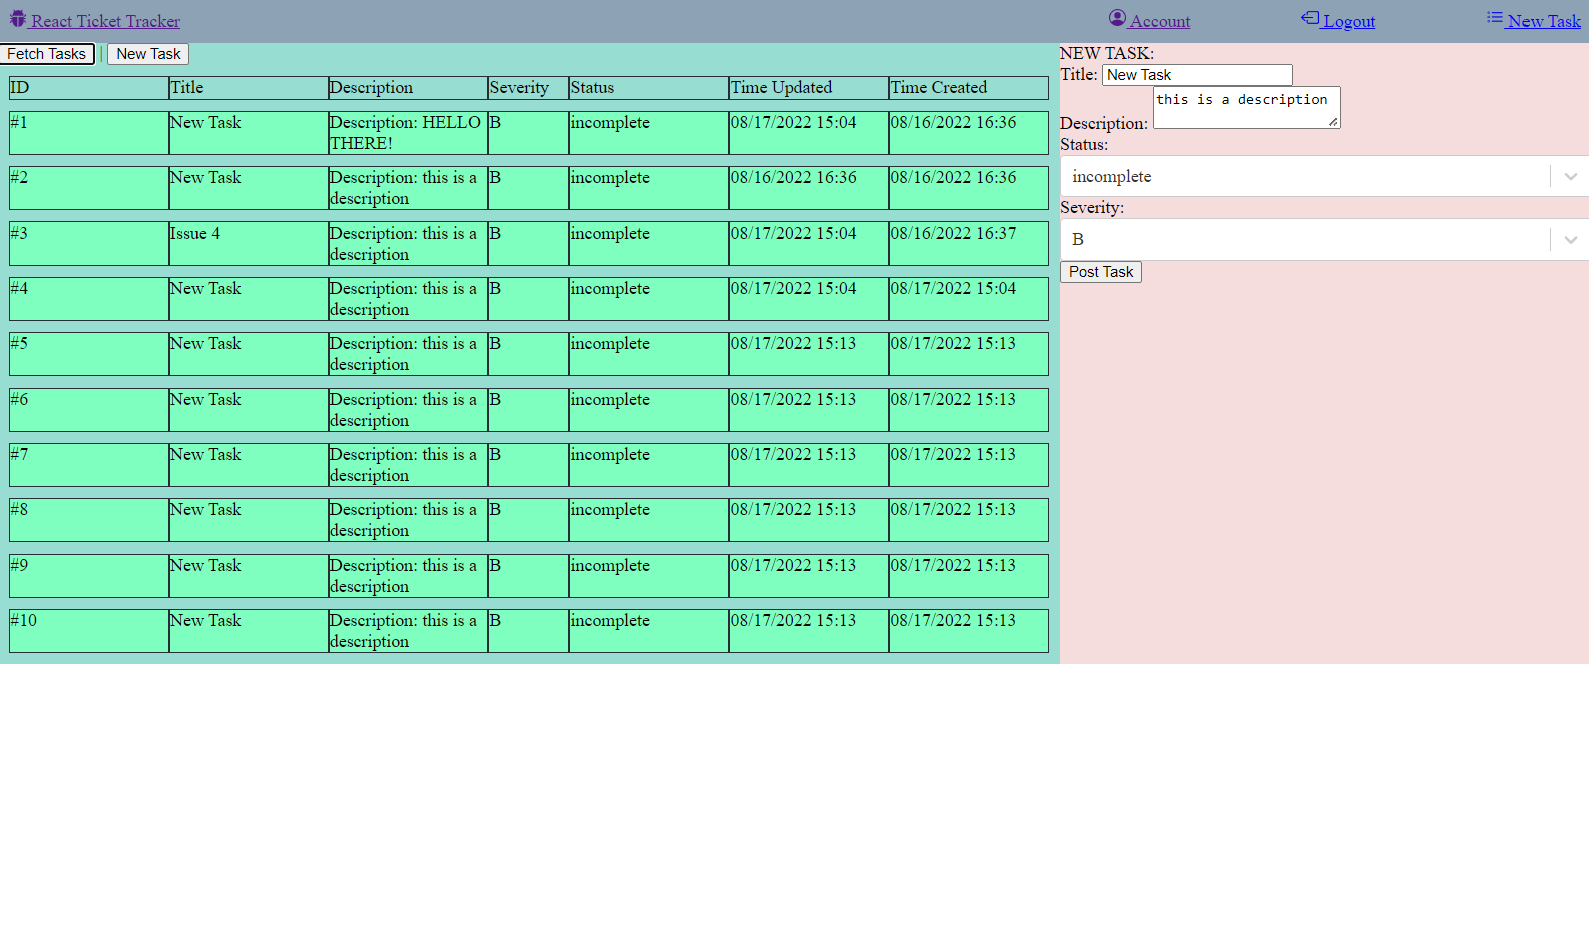 React Ticket Tracker Account Logout New Task
Fetch Tasks | New Task
ID Title Description Severity Status Time Updated Time Created
#1 New Task Description: HELLO B incomplete 08/17/2022 15:04 08/16/2022 16:36
THERE!
#2 New Task Description: this is a B incomplete 08/16/2022 16:36 08/16/2022 16:36
description
#3 Issue 4 Description: this is a B incomplete 08/17/2022 15:04 08/16/2022 16:37
description
#4 New Task Description: this is a B incomplete 08/17/2022 15:04 08/17/2022 15:04
description
#5 New Task Description: this is a B incomplete 08/17/2022 15:13 08/17/2022 15:13
description
#6 New Task Description: this is a B incomplete 08/17/2022 15:13 08/17/2022 15:13
description
#7 New Task Description: this is a B incomplete 08/17/2022 15:13 08/17/2022 15:13
description
#8 New Task Description: this is a B incomplete 08/17/2022 15:13 08/17/2022 15:13
description
#9 New Task Description: this is a B incomplete 08/17/2022 15:13 08/17/2022 15:13
description
#10 New Task Description: this is a B incomplete 08/17/2022 15:13 08/17/2022 15:13
description
NEW TASK:
Title: New Task
Description: this is a description
Status:
incomplete
Severity:
B
Post Task